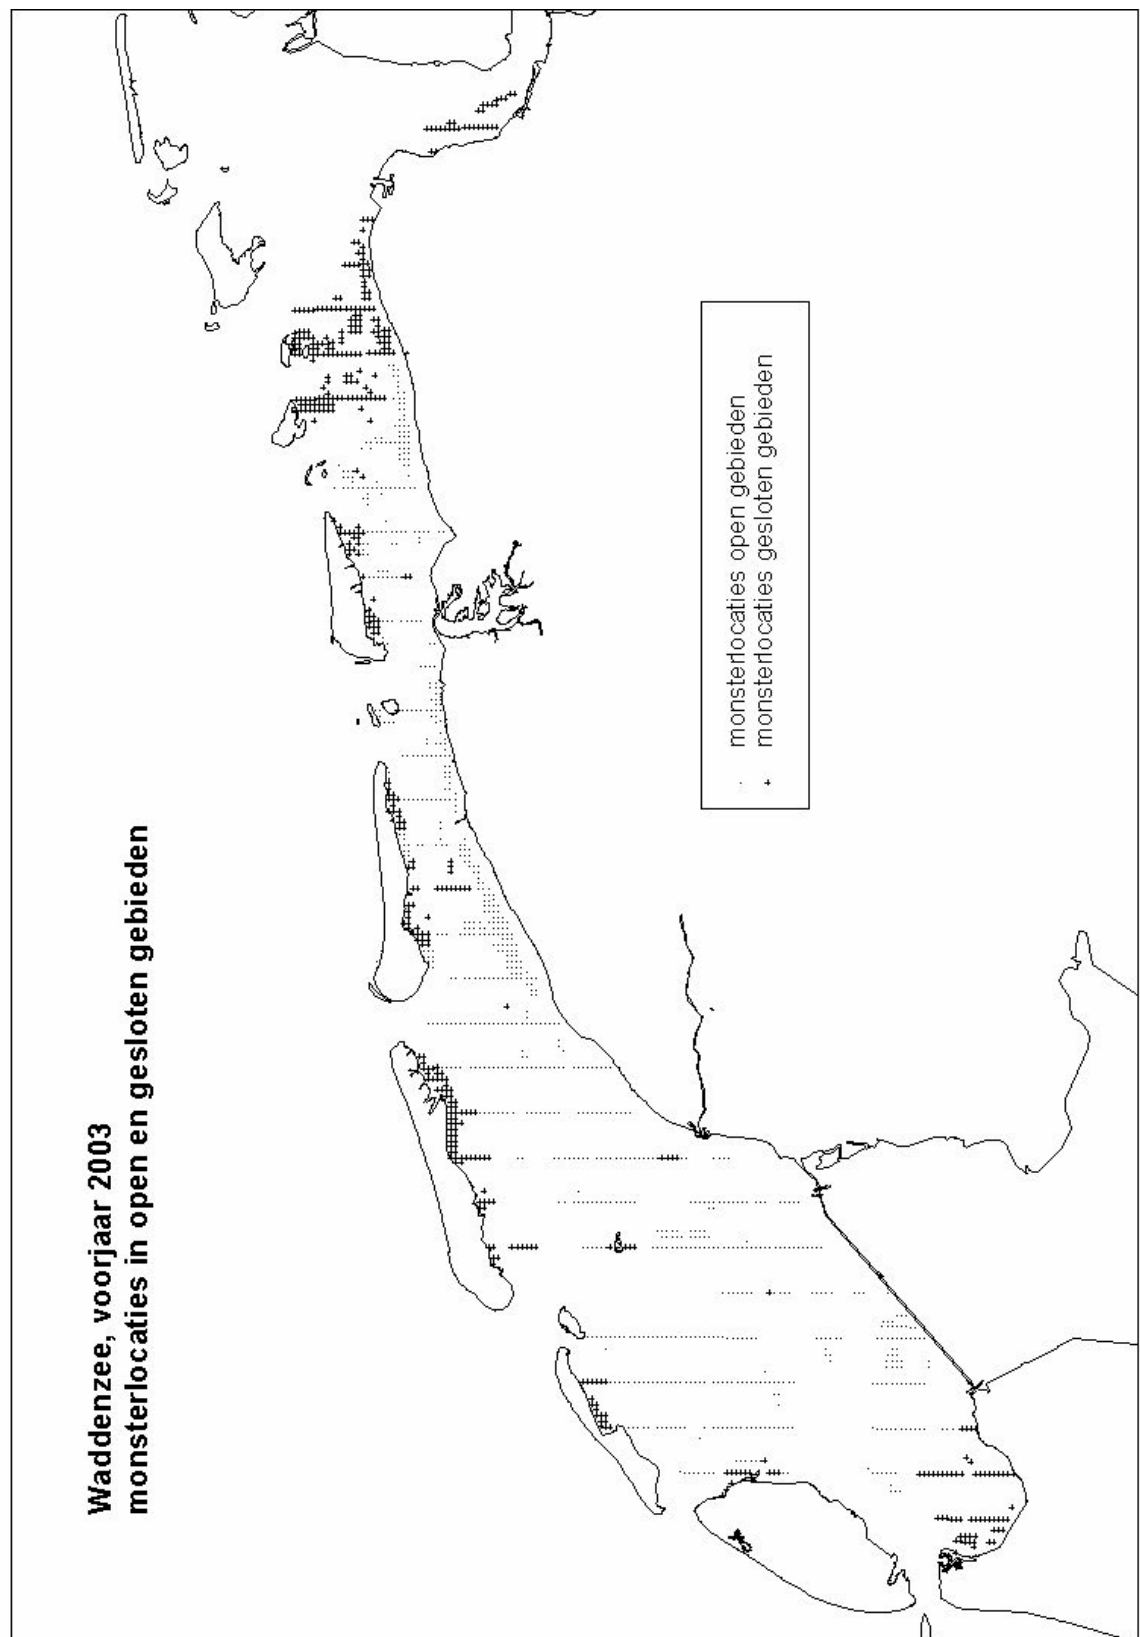 Waddenzee, voorjaar 2003
monsterlocaties in open en gesloten gebieden
monsterlocaties open gebieden
monsterlocaties gesloten gebieden